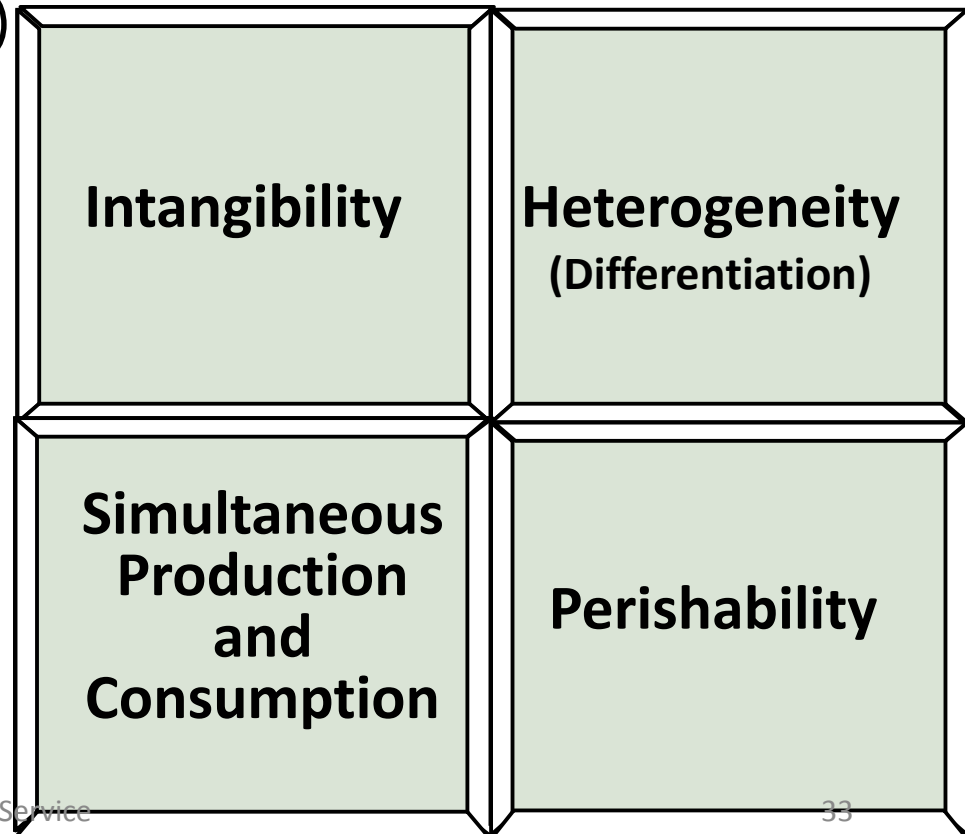 )
Intangibility
Heterogeneity
(Differentiation)
Simultaneous
Production
and
Consumption
Perishability
Service
33